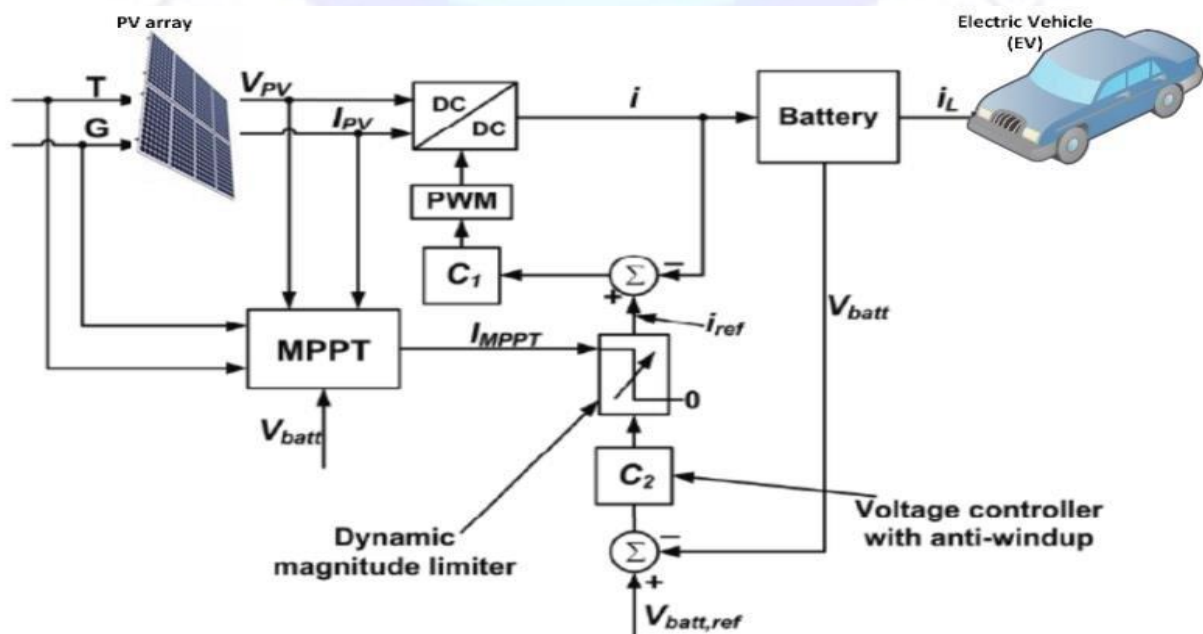 PV array
Electric Vehicle
(EV)
T
G
V_PV
I_PV
DC
DC
i
Battery
i_L
PWM
C_1
Σ
−
+
i_ref
V_batt
MPPT
I_MPPT
0
V_batt
C_2
Dynamic
magnitude limiter
Voltage controller
with anti-windup
Σ
−
+
V_batt,ref